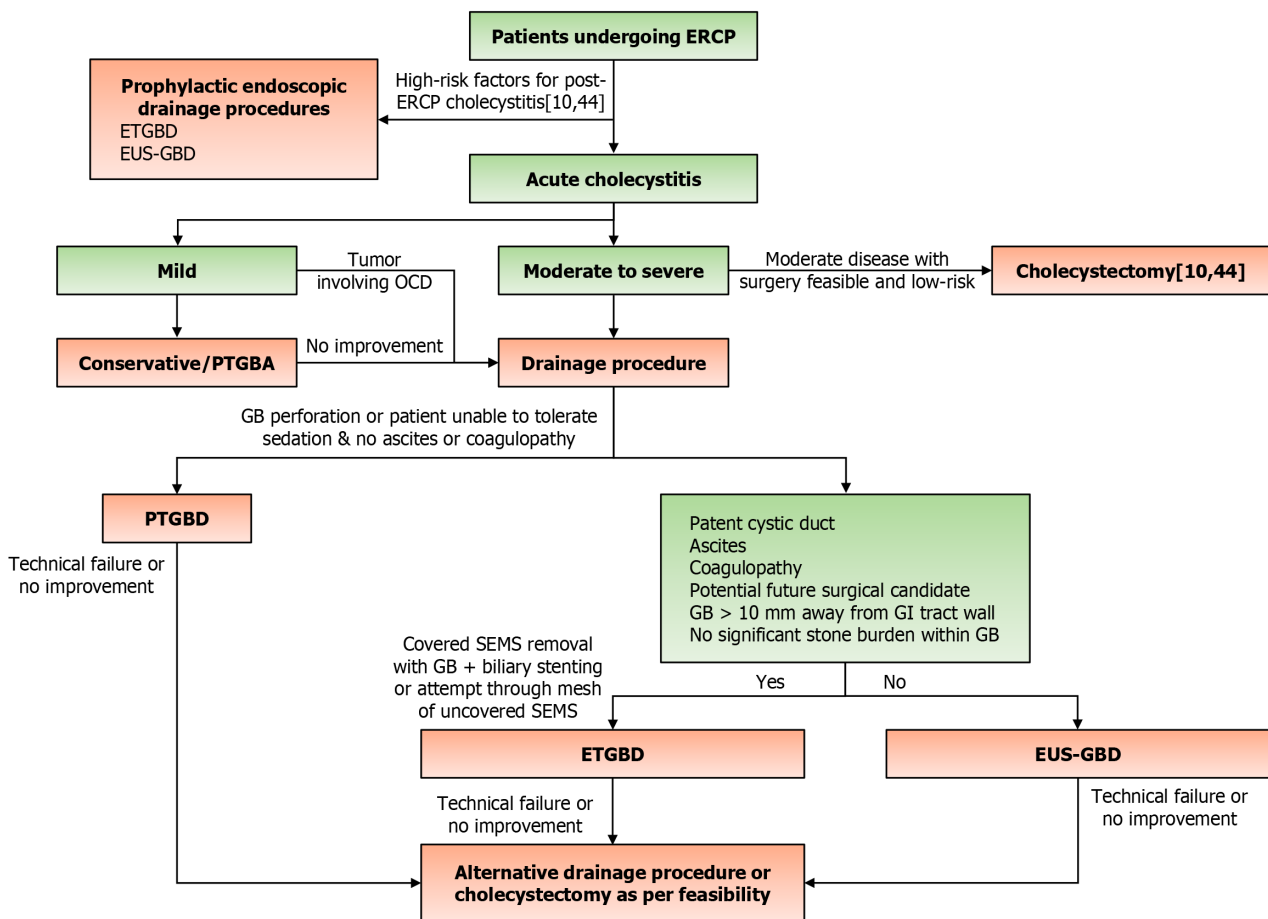 Patients undergoing ERCP
High-risk factors for post-
ERCP cholecystitis[10,44]
Prophylactic endoscopic
drainage procedures
ETGBD
EUS-GBD
Acute cholecystitis
Mild
Tumor
involving OCD
Moderate to severe
Moderate disease with
surgery feasible and low-risk
Cholecystectomy[10,44]
Conservative/PTGBA
No improvement
Drainage procedure
GB perforation or patient unable to tolerate
sedation & no ascites or coagulopathy
PTGBD
Technical failure or
no improvement
Patent cystic duct
Ascites
Coagulopathy
Potential future surgical candidate
GB > 10 mm away from GI tract wall
No significant stone burden within GB
Covered SEMS removal
with GB + biliary stenting
or attempt through mesh
of uncovered SEMS
Yes
No
ETGBD
EUS-GBD
Technical failure or
no improvement
Technical failure or
no improvement
Alternative drainage procedure or
cholecystectomy as per feasibility